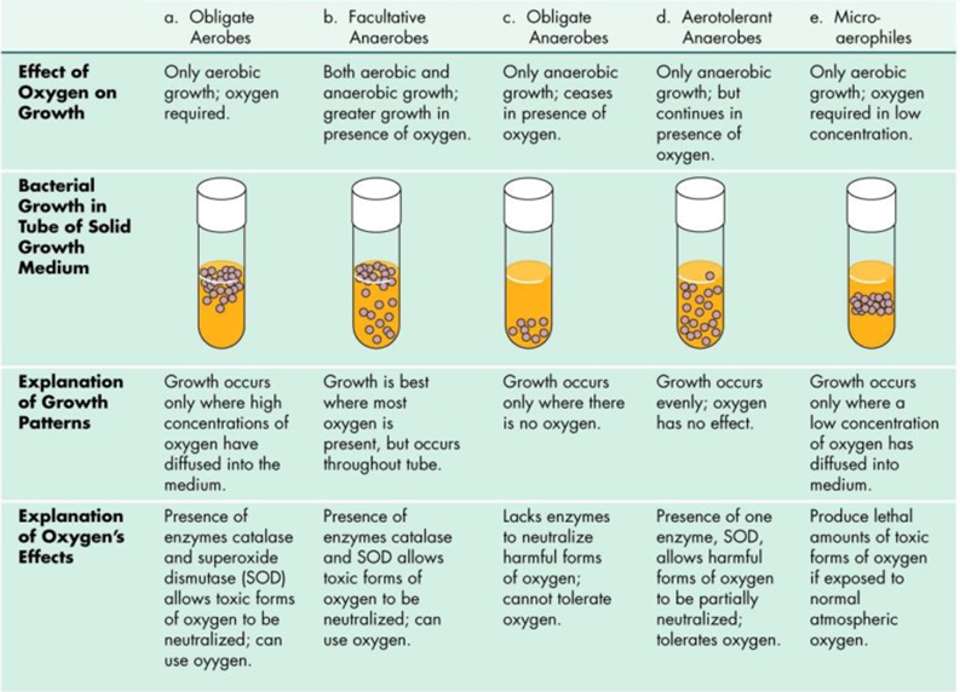 a. Obligate
Aerobes
b. Facultative
Anaerobes
c. Obligate
Anaerobes
d. Aerotolerant
Anaerobes
e. Micro-
aerophiles
Effect of
Oxygen on
Growth
Only aerobic
growth; oxygen
required.
Both aerobic and
anaerobic growth;
greater growth in
presence of oxygen.
Only anaerobic
growth; ceases
in presence of
oxygen.
Only anaerobic
growth; but
continues in
presence of
oxygen.
Only aerobic
growth; oxygen
required in low
concentration.
Bacterial
Growth in
Tube of Solid
Growth
Medium
Explanation
of Growth
Patterns
Growth occurs
only where high
concentrations of
oxygen have
diffused into the
medium.
Growth is best
where most
oxygen is
present, but occurs
throughout tube.
Growth occurs
only where there
is no oxygen.
Growth occurs
evenly; oxygen
has no effect.
Growth occurs
only where a
low concentration
of oxygen has
diffused into
medium.
Explanation
of Oxygen's
Effects
Presence of
enzymes catalase
and superoxide
dismutase (SOD)
allows toxic forms
of oxygen to be
neutralized; can
use oyygen.
Presence of
enzymes catalase
and SOD allows
toxic forms of
oxygen to be
neutralized; can
use oxygen.
Lacks enzymes
to neutralize
harmful forms
of oxygen;
cannot tolerate
oxygen.
Presence of one
enzyme, SOD,
allows harmful
forms of oxygen
to be partially
neutralized;
tolerates oxygen.
Produce lethal
amounts of toxic
forms of oxygen
if exposed to
normal
atmospheric
oxygen.